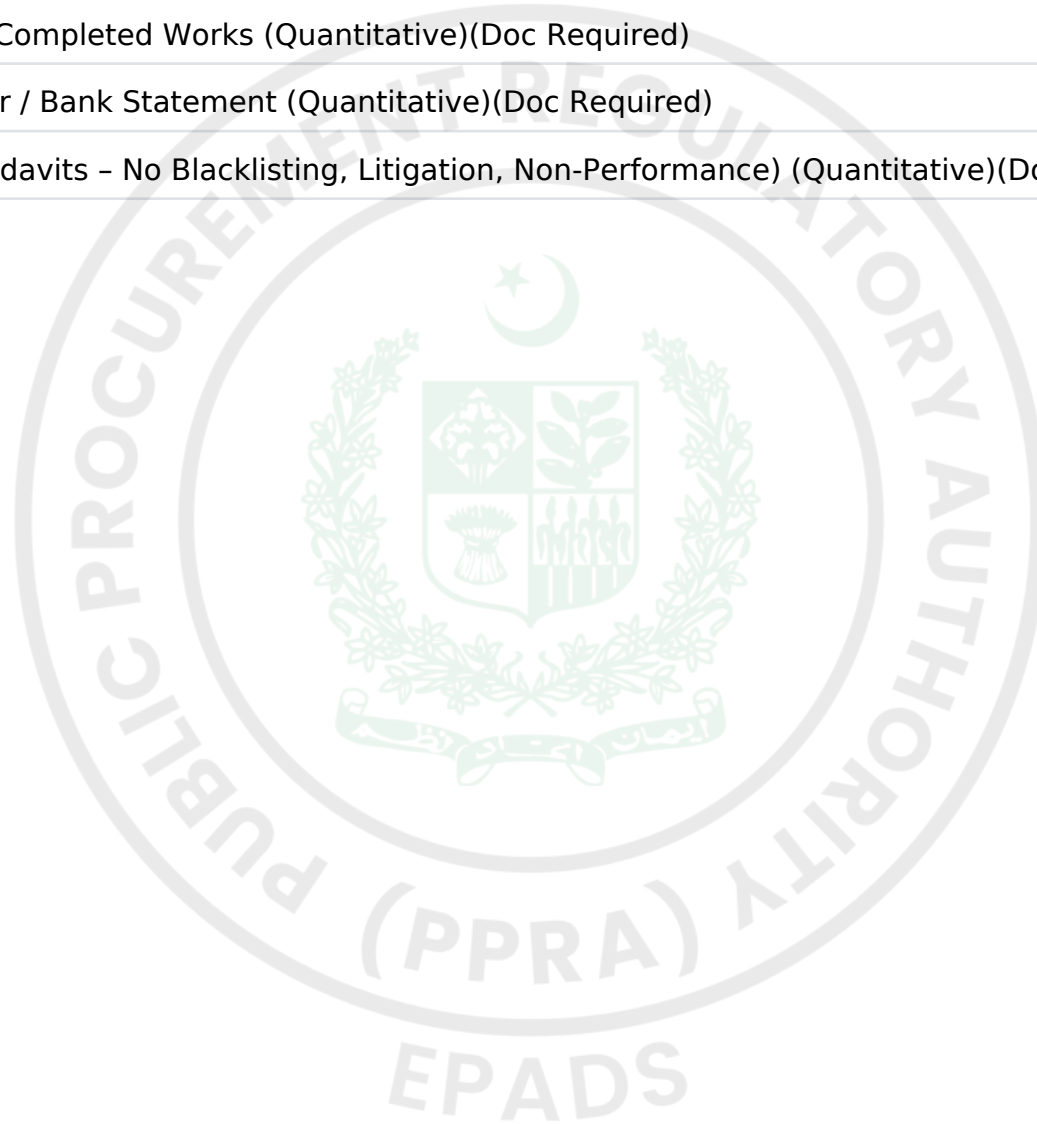 Completed Works (Quantitative)(Doc Required)
r / Bank Statement (Quantitative)(Doc Required)
davits – No Blacklisting, Litigation, Non-Performance) (Quantitative)(Do
PUBLIC PROCUREMENT REGULATORY AUTHORITY
(PPRA)
EPADS